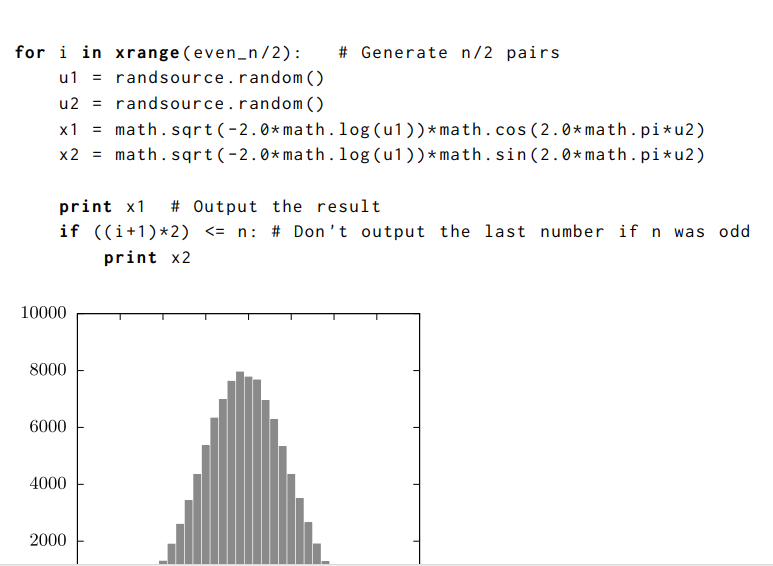 for i in xrange(even_n/2):   # Generate n/2 pairs
    u1 = randsource.random()
    u2 = randsource.random()
    x1 = math.sqrt(-2.0*math.log(u1))*math.cos(2.0*math.pi*u2)
    x2 = math.sqrt(-2.0*math.log(u1))*math.sin(2.0*math.pi*u2)
    print x1  # Output the result
    if ((i+1)*2) <= n: # Don't output the last number if n was odd
        print x2
10000
8000
6000
4000
2000